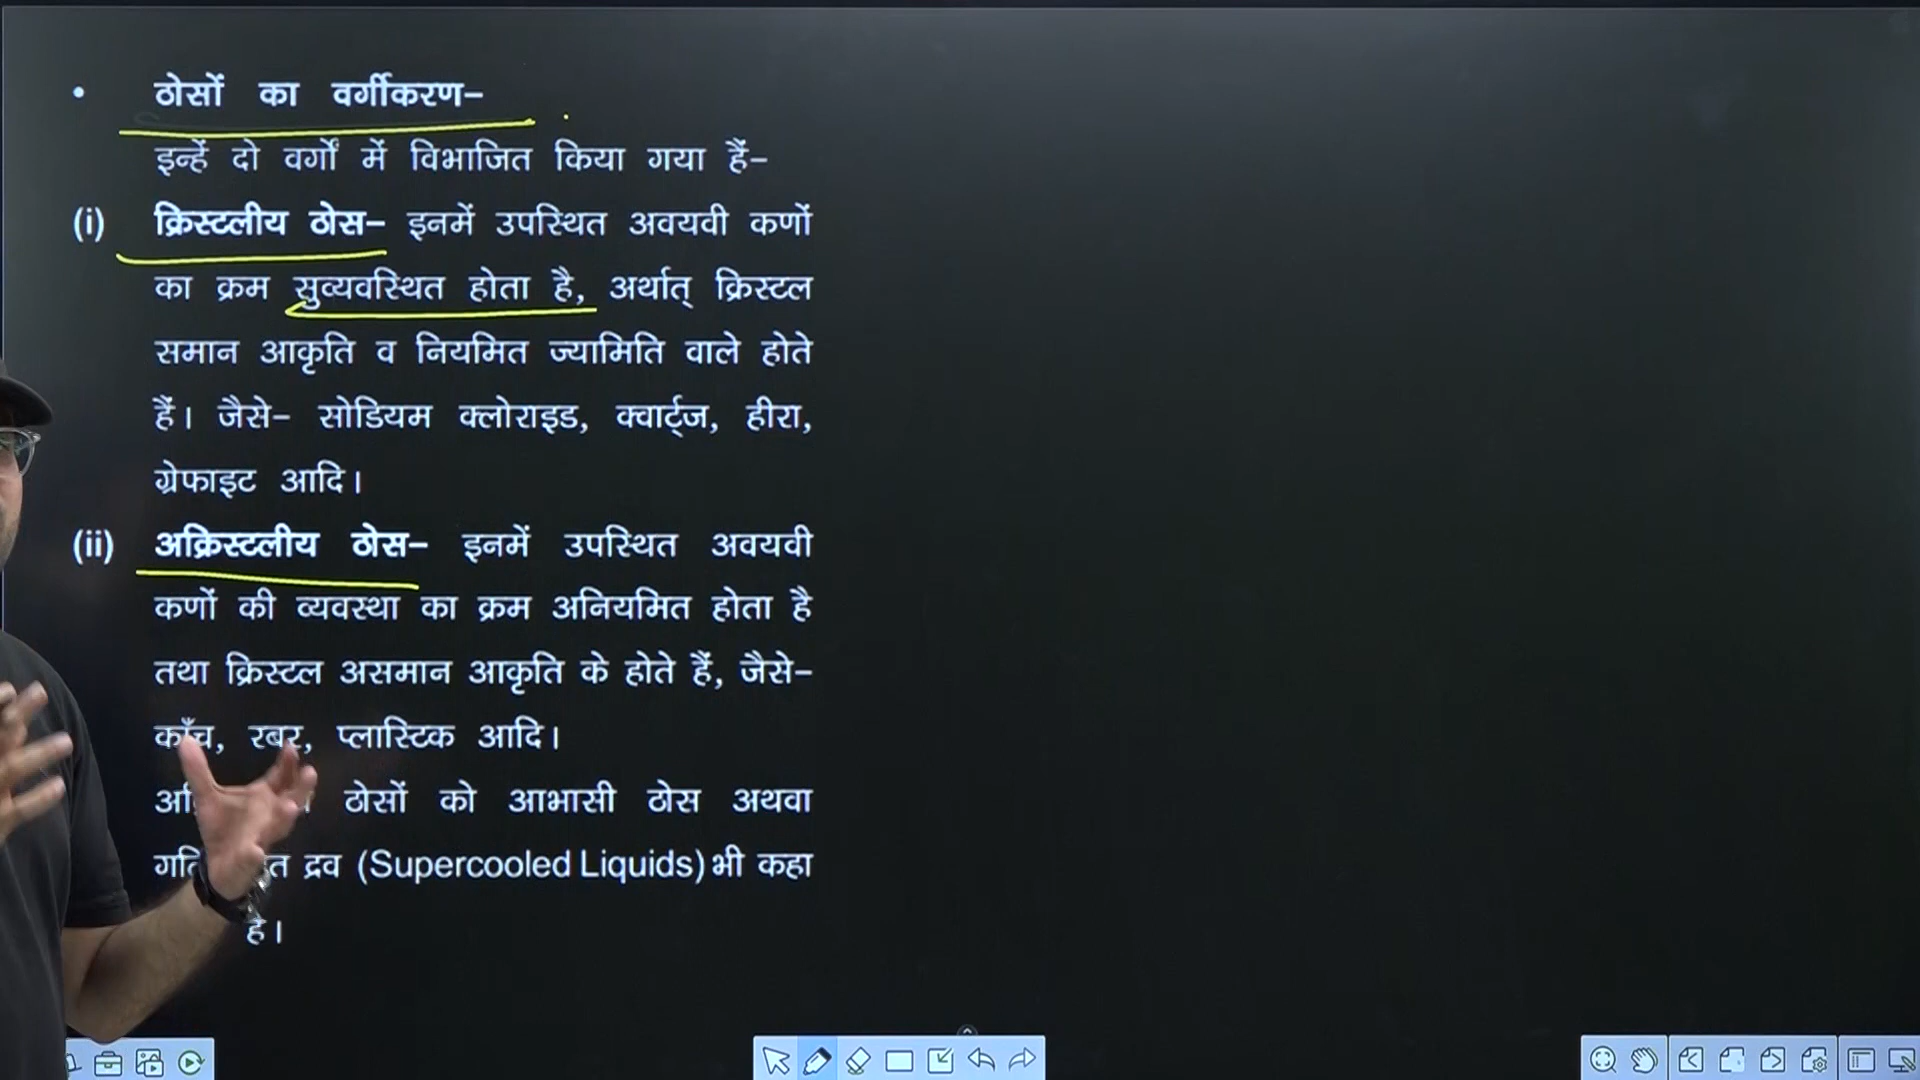 • ठोसों का वर्गीकरण–
इन्हें दो वर्गों में विभाजित किया गया हैं–
(i) क्रिस्टलीय ठोस– इनमें उपस्थित अवयवी कणों
का क्रम सुव्यवस्थित होता है, अर्थात् क्रिस्टल
समान आकृति व नियमित ज्यामिति वाले होते
हैं। जैसे– सोडियम क्लोराइड, क्वार्ट्ज, हीरा,
ग्रेफाइट आदि।
(ii) अक्रिस्टलीय ठोस– इनमें उपस्थित अवयवी
कणों की व्यवस्था का क्रम अनियमित होता है
तथा क्रिस्टल असमान आकृति के होते हैं, जैसे–
काँच, रबर, प्लास्टिक आदि।
ठोसों को आभासी ठोस अथवा
द्रव (Supercooled Liquids) भी कहा
है।